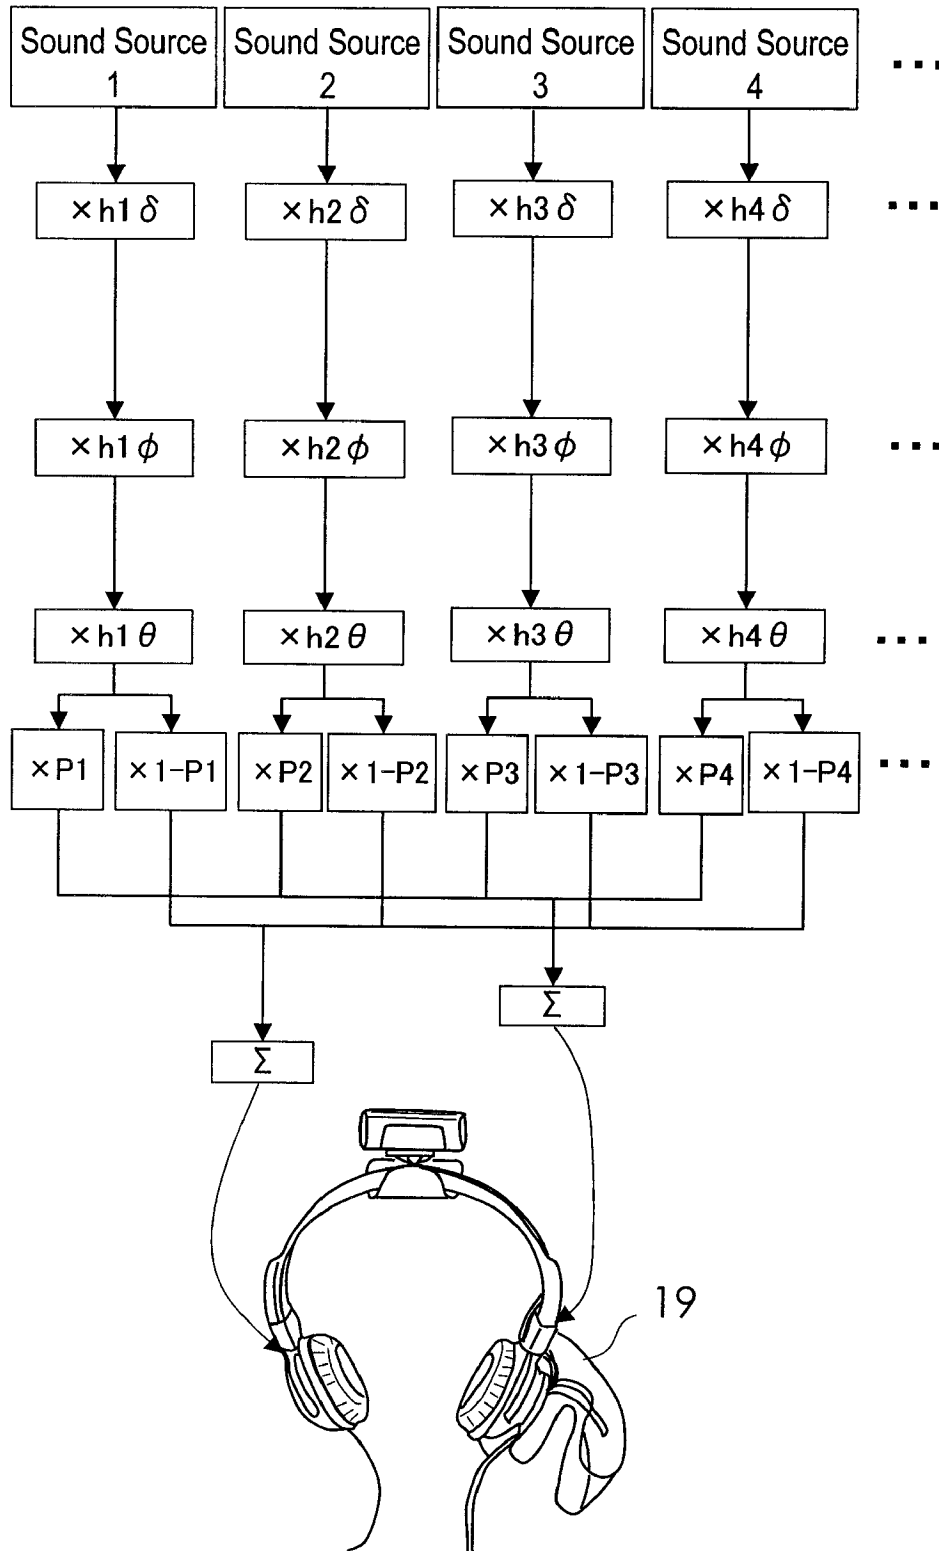 Sound Source 1
Sound Source 2
Sound Source 3
Sound Source 4
...
×h1δ
×h2δ
×h3δ
×h4δ
...
×h1ϕ
×h2ϕ
×h3ϕ
×h4ϕ
...
×h1θ
×h2θ
×h3θ
×h4θ
...
×P1
×1-P1
×P2
×1-P2
×P3
×1-P3
×P4
×1-P4
...
Σ
Σ
19